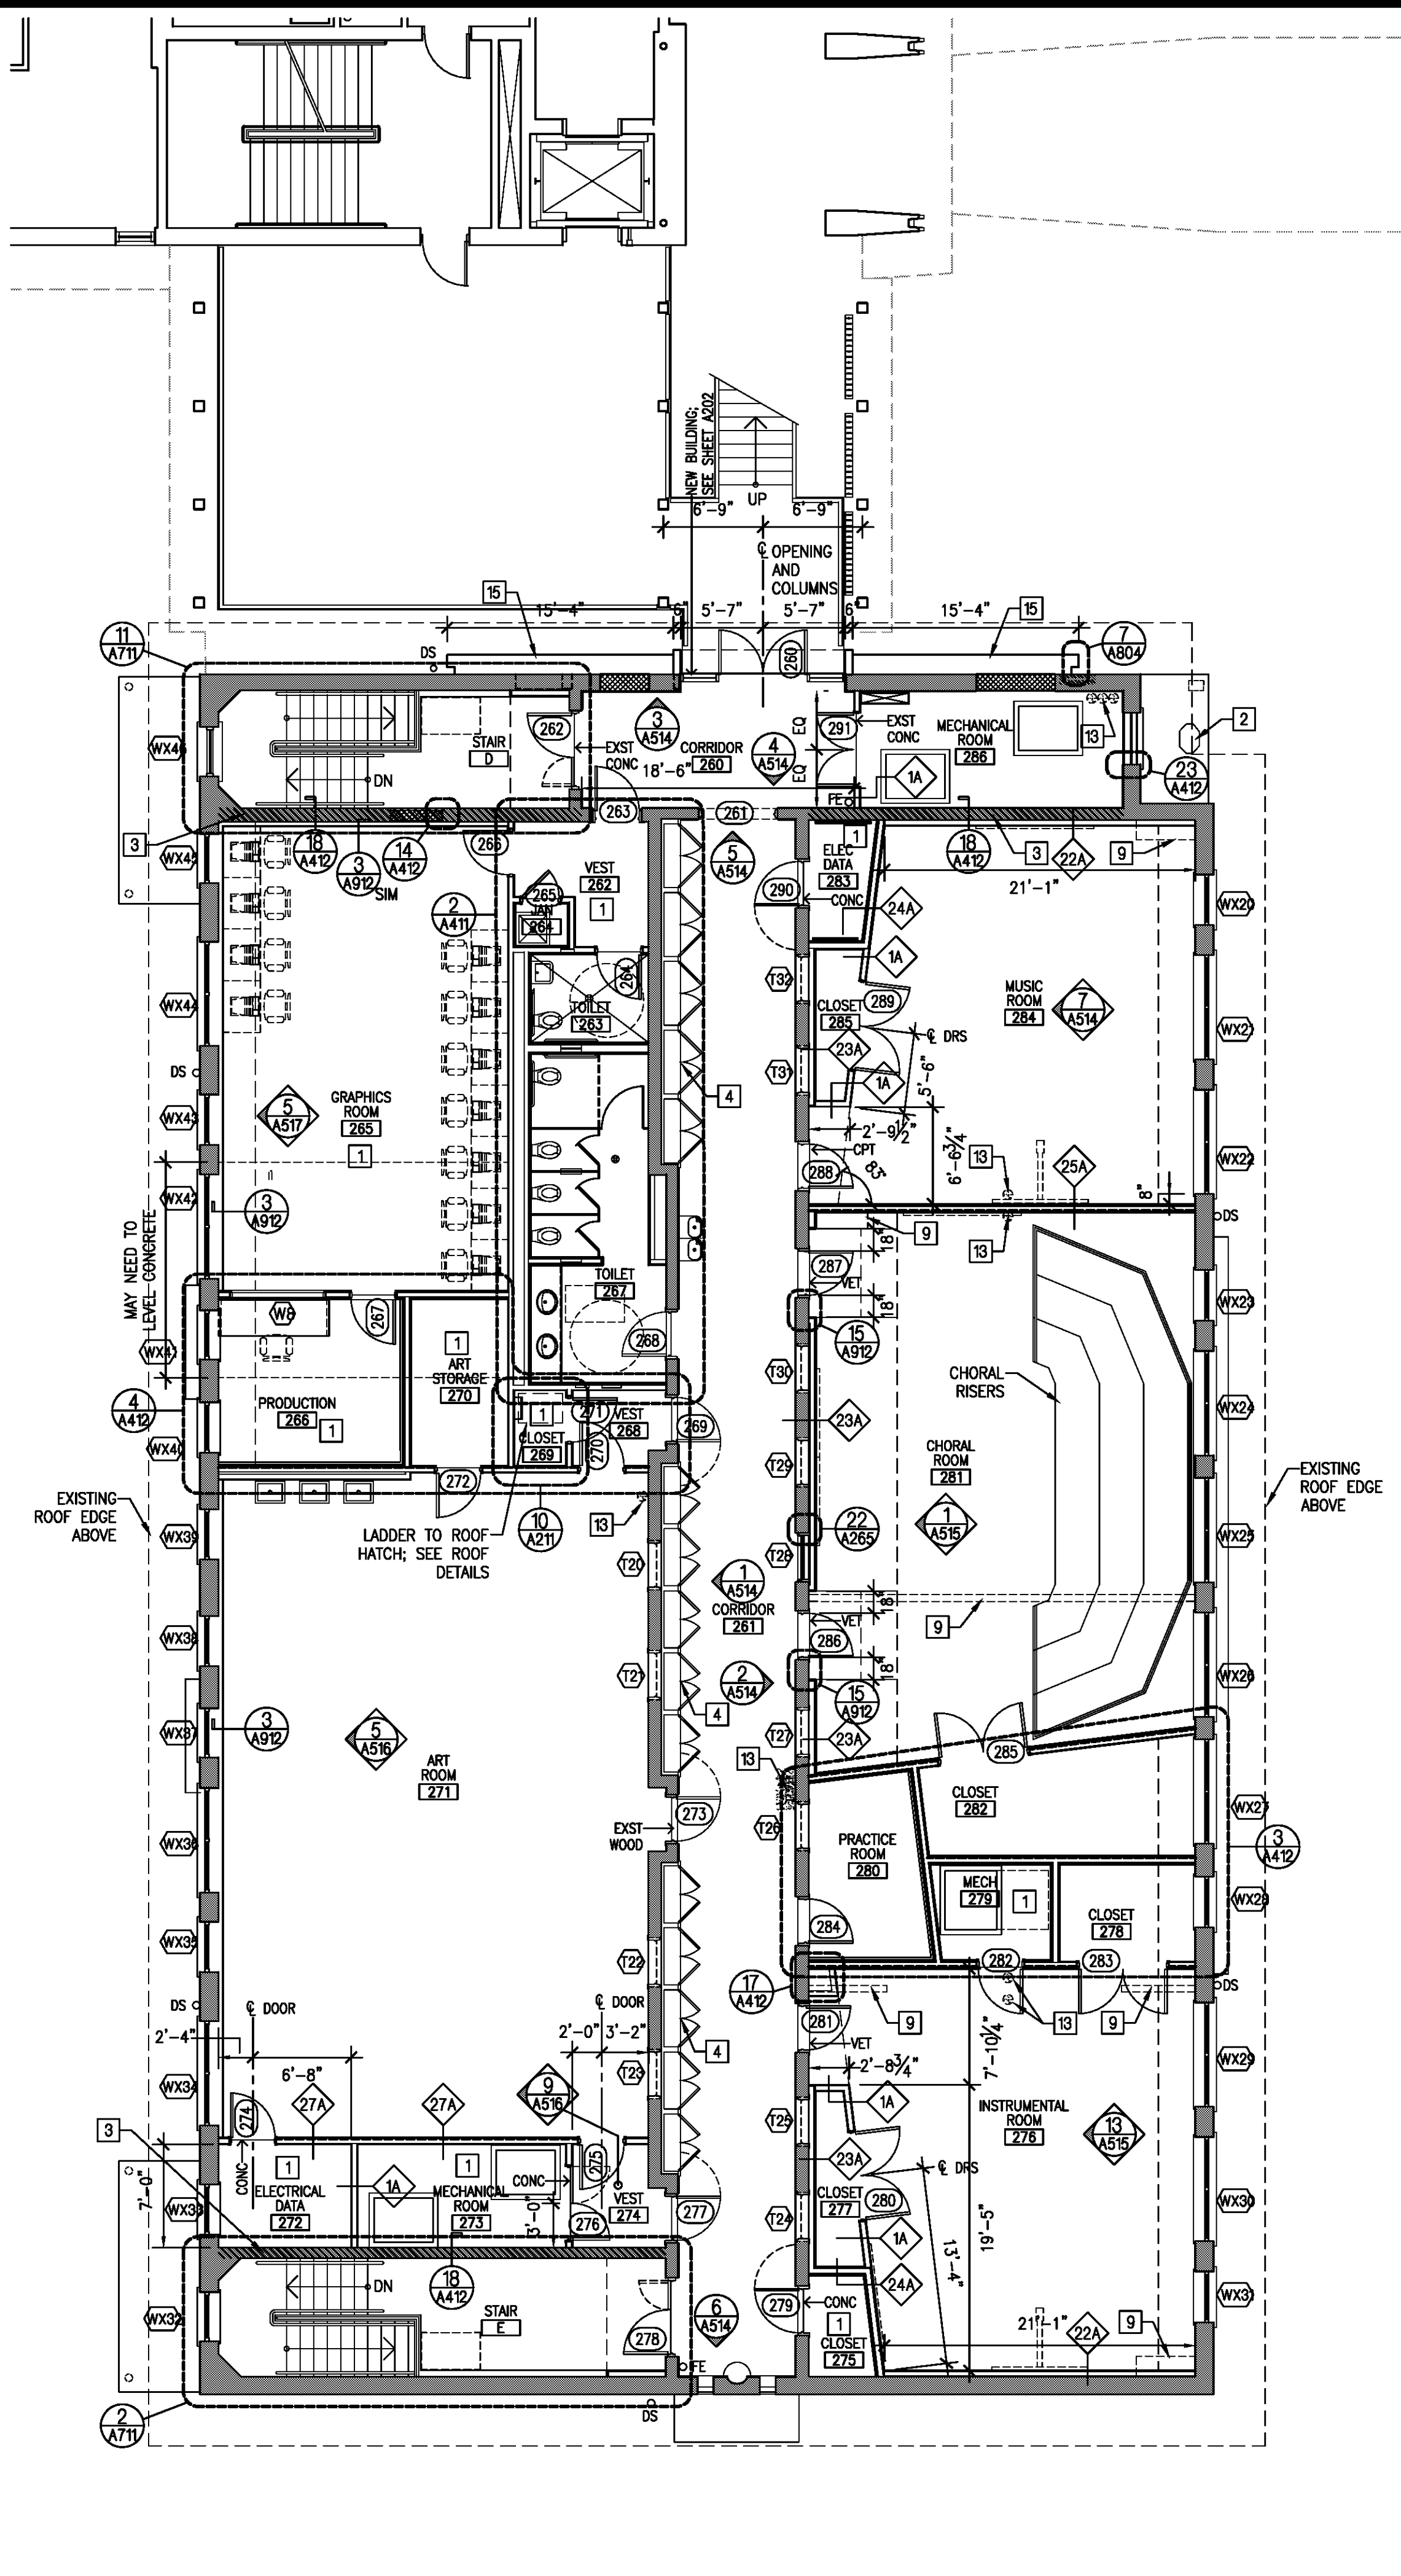 NEW BUILDING;
SEE SHEET A202
UP
6'-9" 6'-9"
℄ OPENING
AND
COLUMNS
15 15
15'-4" 6" 5'-7" 5'-7" 6" 15'-4"
11
A711
7
A804
DS
260
WX46
STAIR
D
262
EXST
CONC
DN
3
A514
CORRIDOR
260
18'-6"
4
A514
EQ
EQ
291
EXST
CONC
MECHANICAL
ROOM
286
13
2
1A
FE
23
A412
263
261
3
18
A412
3
A912
SIM
14
A412
266
VEST
262
1
265
JAN
264
5
A514
290
ELEC
DATA
283
1
CONC
18
A412
3
22A
9
21'-1"
WX45
WX20
2
A411
24A
1A
264
TOILET
263
T32
CLOSET
285
289
MUSIC
ROOM
284
7
A514
WX44
WX21
℄ DRS
23A
DS
T31
1A
5'-6"
4
5
A517
GRAPHICS
ROOM
265
1
WX43
2'-9½"
CPT
83°
6'-6¾"
13
25A
WX22
288
8"
WX42
3
A912
MAY NEED TO
LEVEL CONCRETE
9
13
DS
18"
287
VET
18"
TOILET
267
268
W8
267
WX23
15
A912
WX41
1
ART
STORAGE
270
T30
CHORAL
RISERS
4
A412
PRODUCTION
266
1
1
CLOSET
269
271
VEST
268
270
269
23A
WX24
WX40
272
CHORAL
ROOM
281
T29
EXISTING
ROOF EDGE
ABOVE
EXISTING
ROOF EDGE
ABOVE
WX39
LADDER TO ROOF
HATCH; SEE ROOF
DETAILS
10
A211
13
T20
22
A265
1
A515
WX25
T28
1
A514
CORRIDOR
261
18"
VET
286
9
18"
WX38
T21
2
A514
WX26
4
15
A912
WX37
3
A912
5
A516
T27
23A
13
285
ART
ROOM
271
CLOSET
282
WX27
273
EXST
WOOD
T26
WX36
PRACTICE
ROOM
280
3
A412
MECH
279
1
WX28
CLOSET
278
284
WX35
T22
282
283
17
A412
DS
DS
℄ DOOR
℄ DOOR
281
9
13
9
2'-4"
6'-8"
2'-0" 3'-2"
4
VET
2'-8¾"
7'-10¼"
WX29
T23
WX34
27A
27A
9
A516
1A
274
T25
INSTRUMENTAL
ROOM
276
13
A515
3
CONC
1
ELECTRICAL
DATA
272
1A
1
MECHANICAL
ROOM
273
CONC
275
23A
℄ DRS
7'-0"
WX33
3'-0"
276
VEST
274
277
CLOSET
277
280
WX30
T24
1A
19'-5"
13'-4"
DN
18
A412
24A
WX32
STAIR
E
6
A514
279
CONC
1
CLOSET
275
WX31
278
21'-1"
22A
9
FE
2
A711
DS